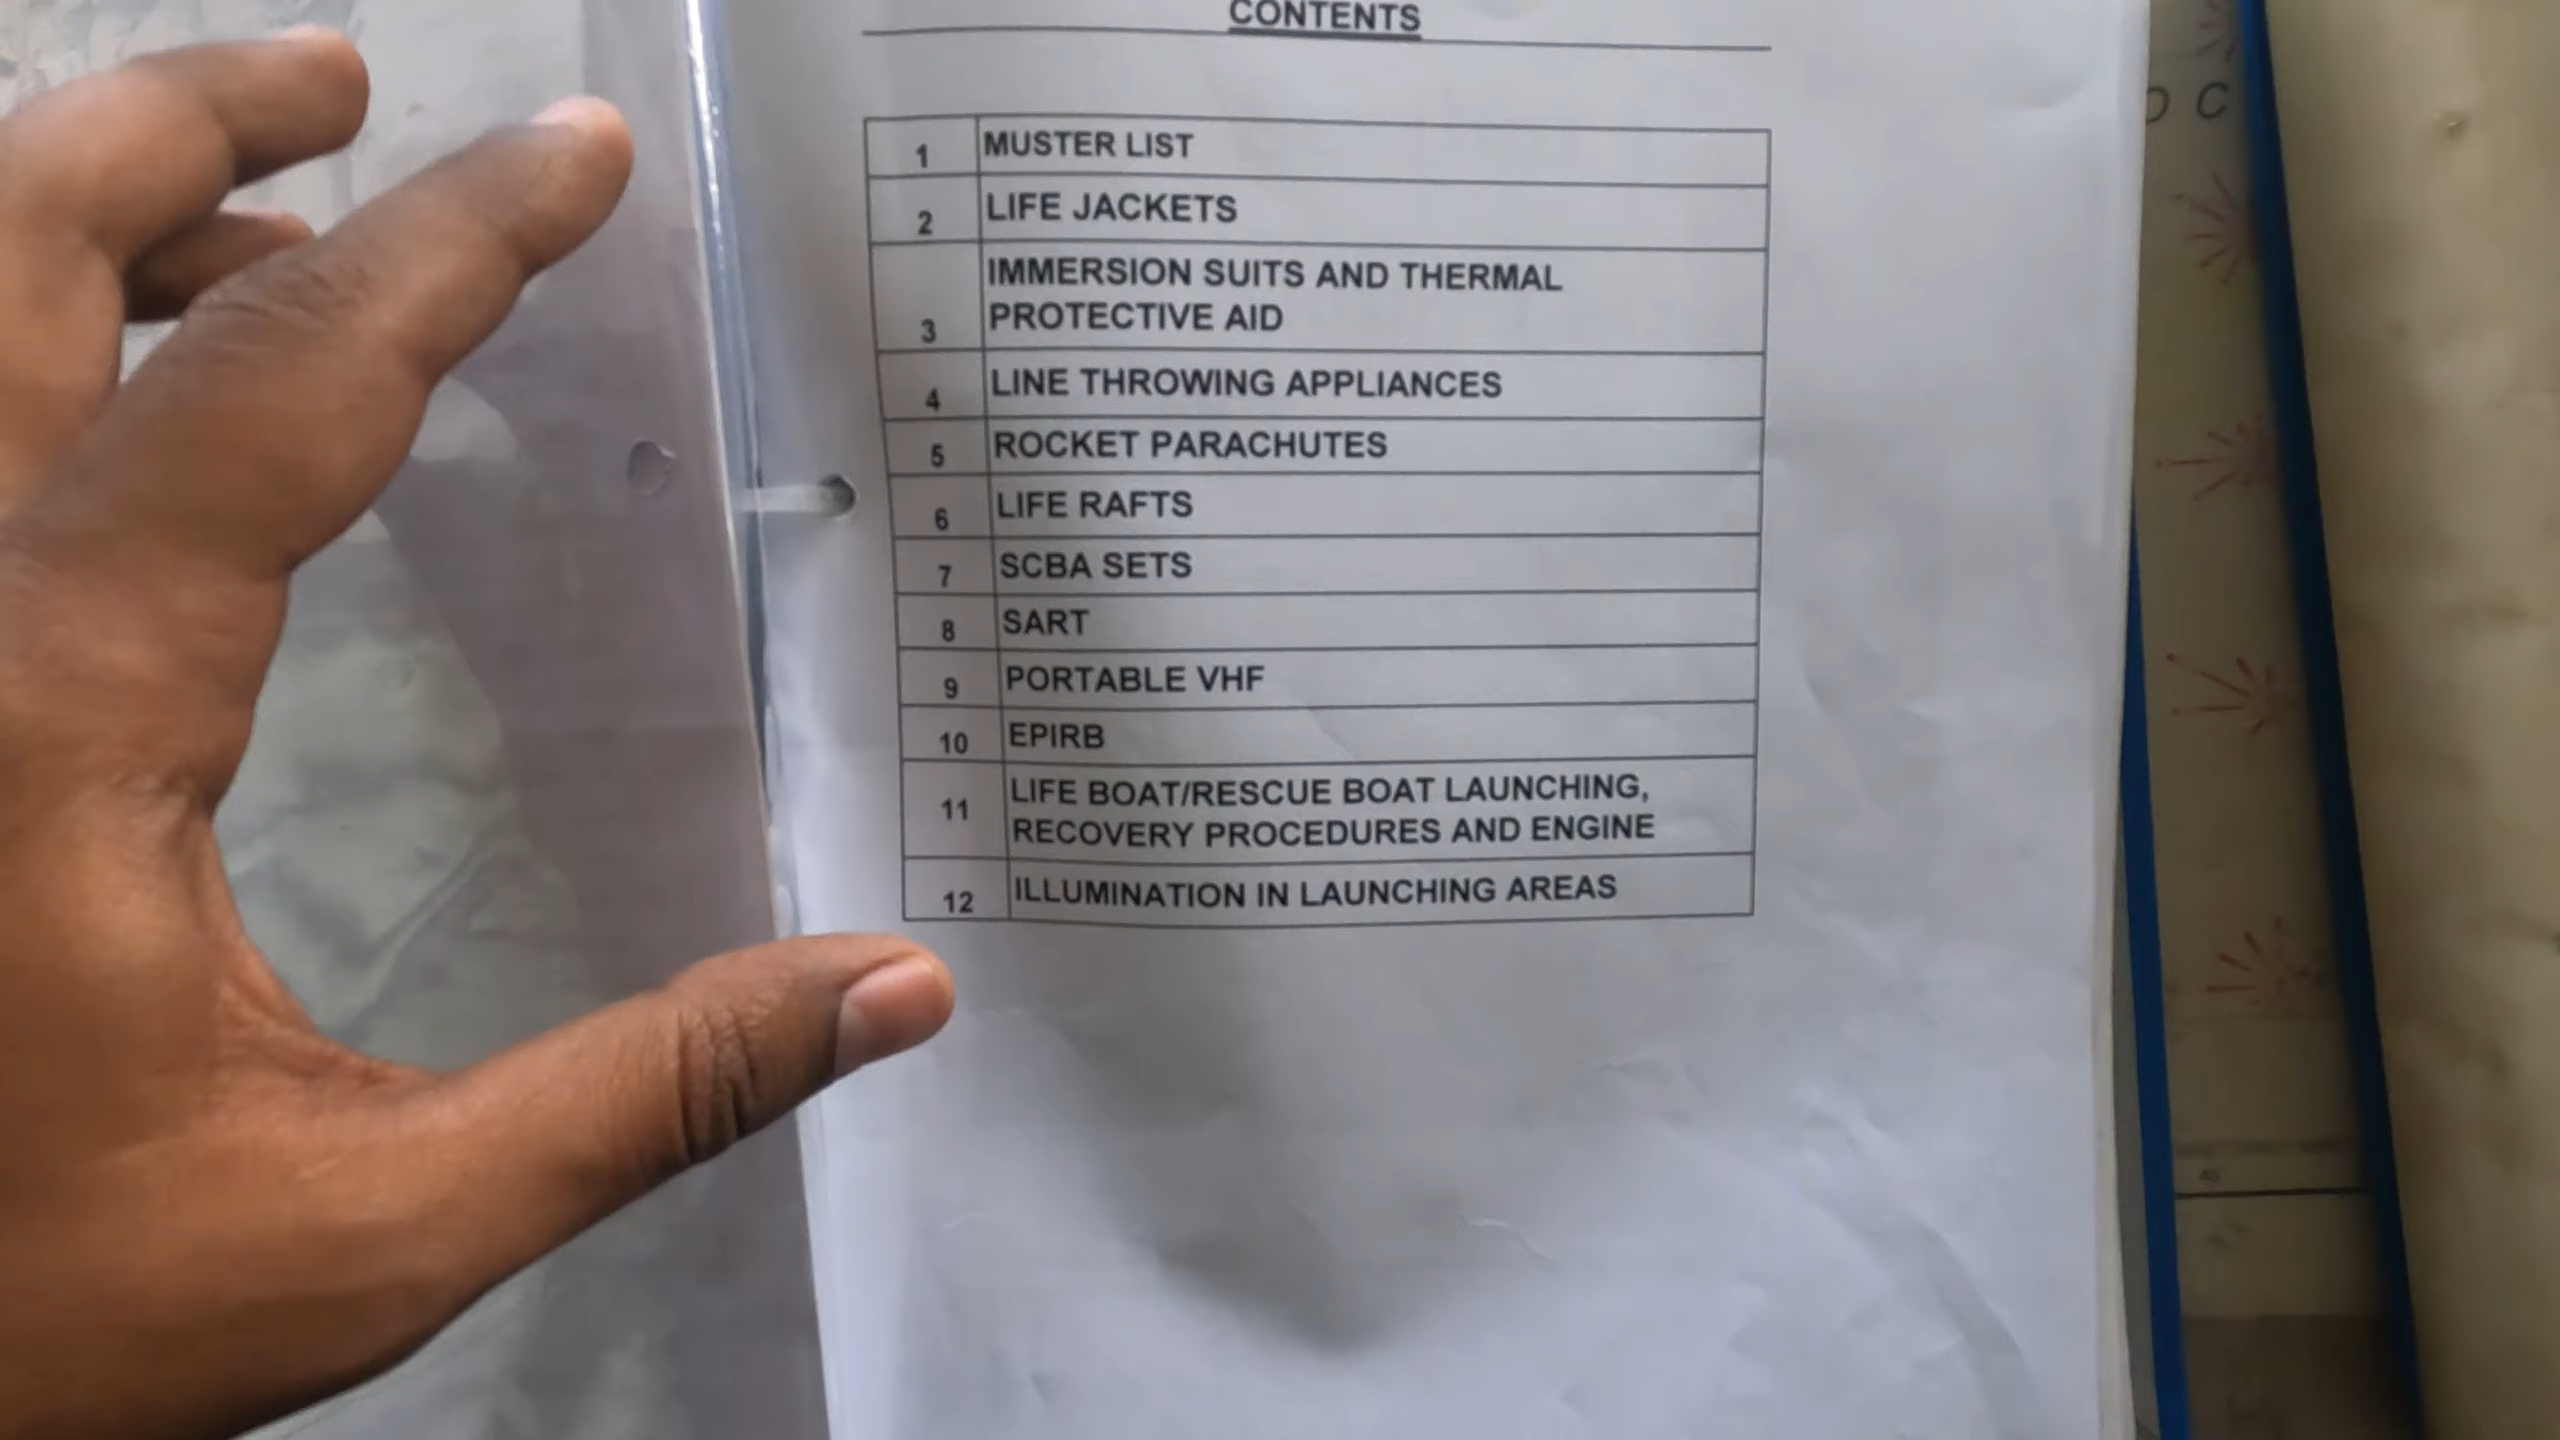 CONTENTS
1 MUSTER LIST
2 LIFE JACKETS
3 IMMERSION SUITS AND THERMAL
PROTECTIVE AID
4 LINE THROWING APPLIANCES
5 ROCKET PARACHUTES
6 LIFE RAFTS
7 SCBA SETS
8 SART
9 PORTABLE VHF
10 EPIRB
11 LIFE BOAT/RESCUE BOAT LAUNCHING,
RECOVERY PROCEDURES AND ENGINE
12 ILLUMINATION IN LAUNCHING AREAS